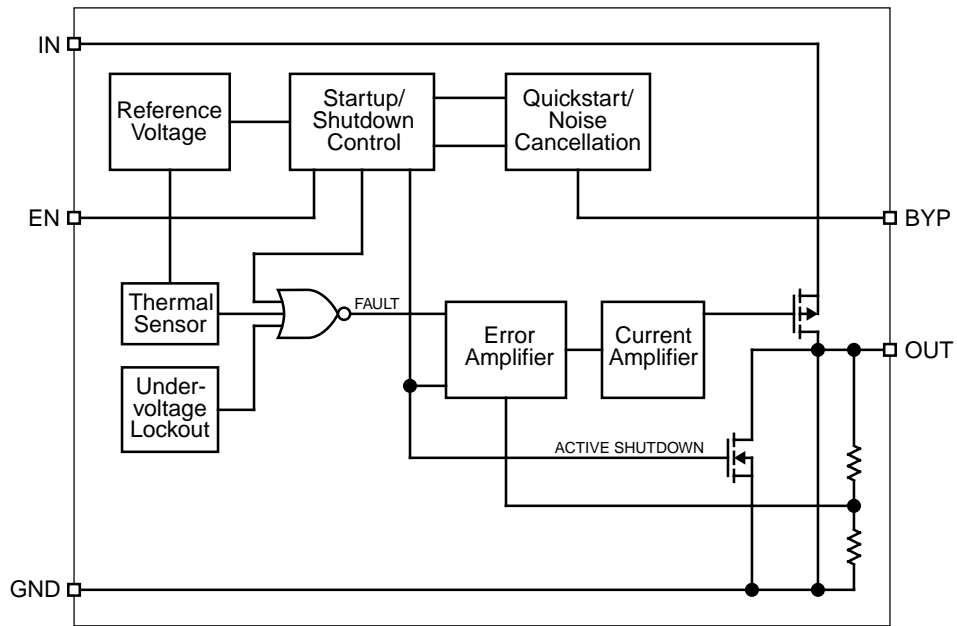 IN
Reference
Voltage
Startup/
Shutdown
Control
Quickstart/
Noise
Cancellation
EN
BYP
Thermal
Sensor
FAULT
Error
Amplifier
Current
Amplifier
OUT
Under-
voltage
Lockout
ACTIVE SHUTDOWN
GND